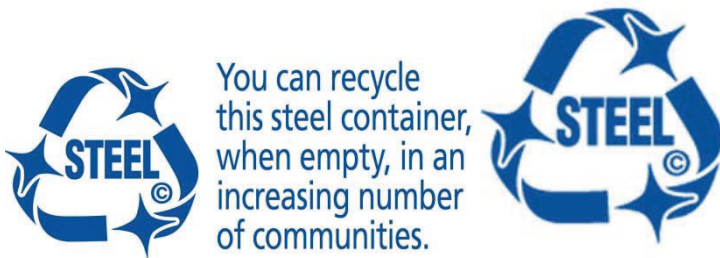 STEEL
©
You can recycle
this steel container,
when empty, in an
increasing number
of communities.
STEEL
©